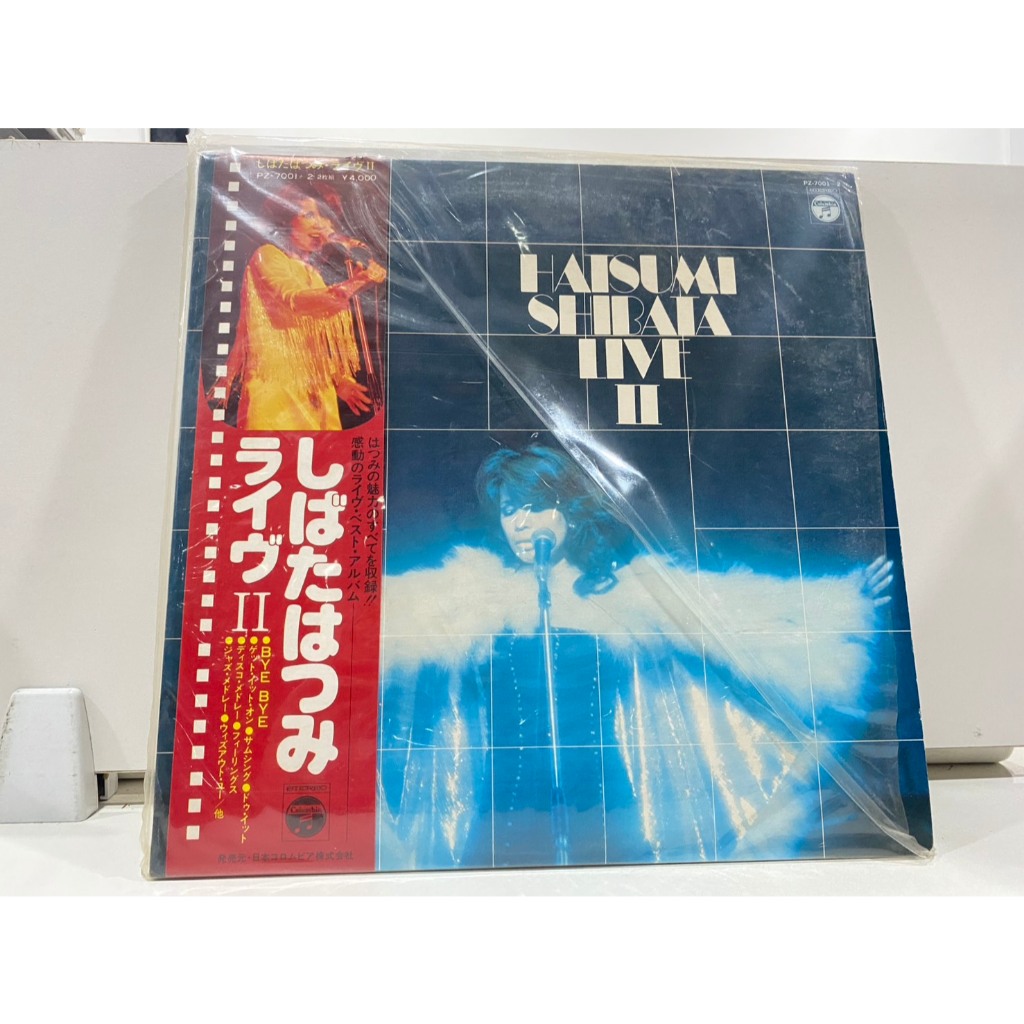 しばたはつみ・ライヴII
PZ-7001・2 2枚組 ¥4,000
はつみの魅力のすべてを収録!!
感動のライヴ・ベスト・アルバム
しばたはつみ
ライヴII
●BYE BYE
●ゲット・イット・オン●サムシング●ドゥ・イット
●ディスコ・メドレー●フィーリングス
●ジャズ・メドレー●ウィズアウト・ユー/他
Columbia
発売元・日本コロムビア株式会社
PZ-7001
Columbia
HATSUMI
SHIBATA
LIVE
II